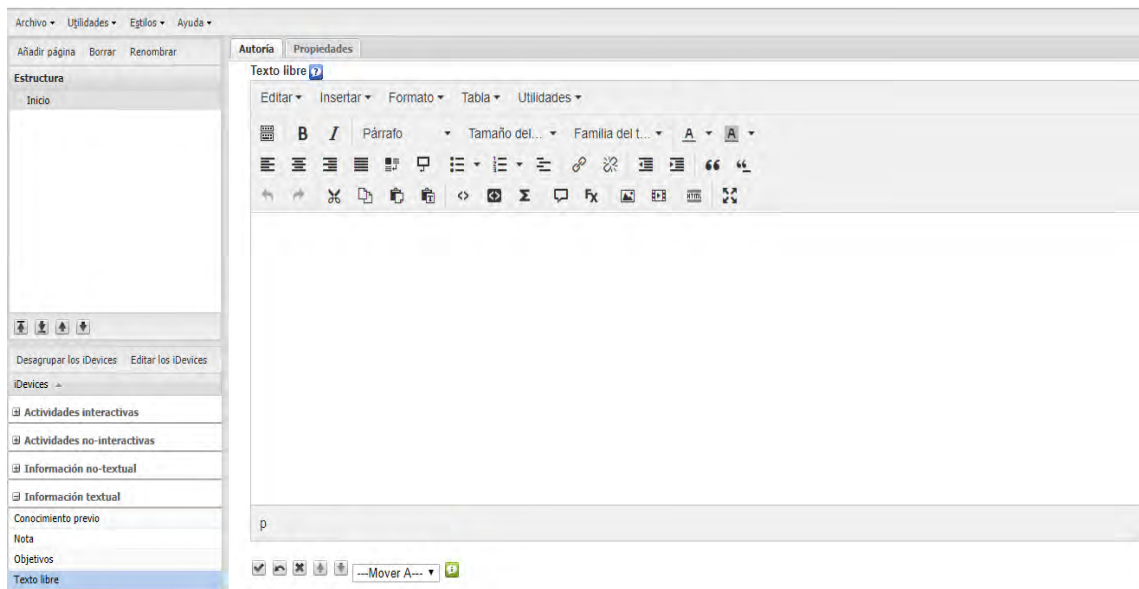 Archivo Utilidades Estilos Ayuda
Añadir página Borrar Renombrar
Estructura
Inicio
Desagrupar los iDevices Editar los iDevices
iDevices
Actividades interactivas
Actividades no-interactivas
Información no-textual
Información textual
Conocimiento previo
Nota
Objetivos
Texto libre
Autoría Propiedades
Texto libre
Editar Insertar Formato Tabla Utilidades
B I Párrafo Tamaño del... Familia del t... A A
Σ Fx HTML
p
---Mover A---